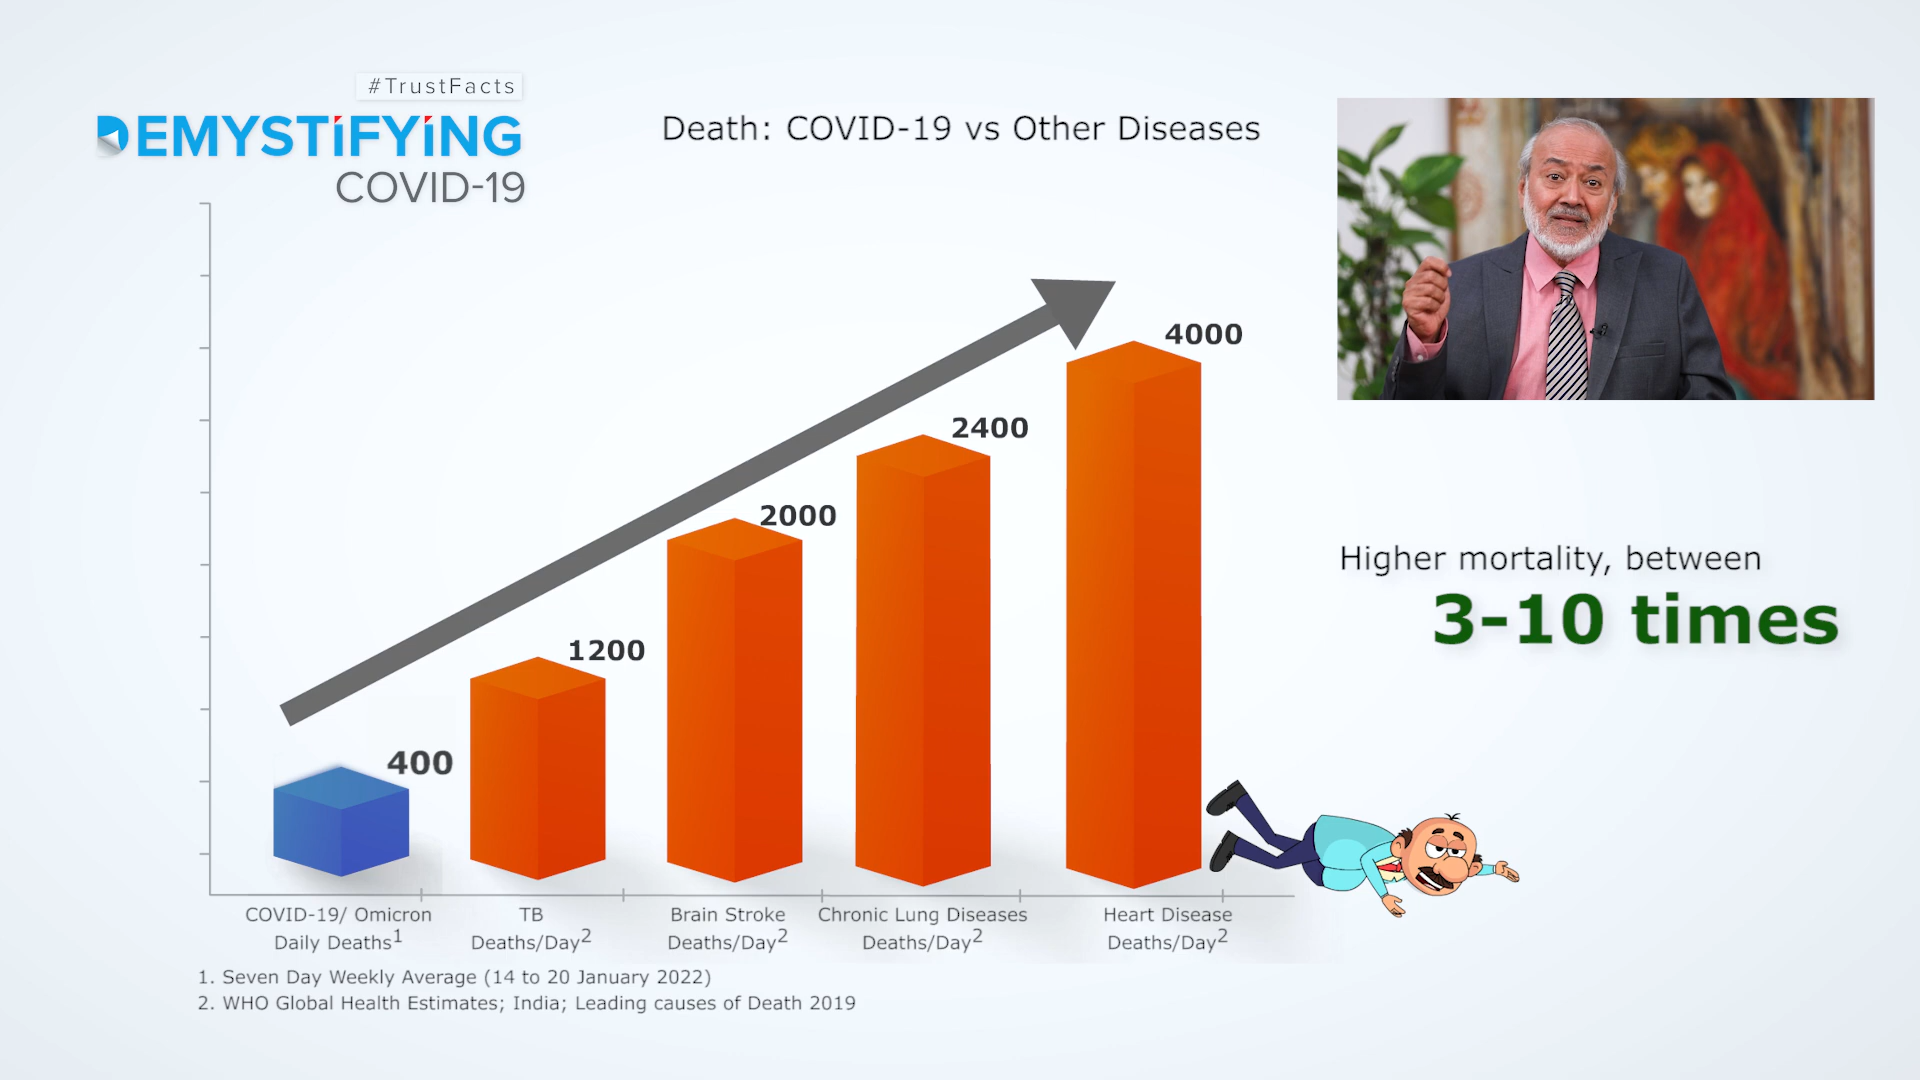 #TrustFacts
DEMYSTiFYiNG
COVID-19
Death: COVID-19 vs Other Diseases
4000
2400
2000
1200
400
Higher mortality, between
3-10 times
COVID-19/ Omicron
Daily Deaths1
TB
Deaths/Day2
Brain Stroke
Deaths/Day2
Chronic Lung Diseases
Deaths/Day2
Heart Disease
Deaths/Day2
1. Seven Day Weekly Average (14 to 20 January 2022)
2. WHO Global Health Estimates; India; Leading causes of Death 2019